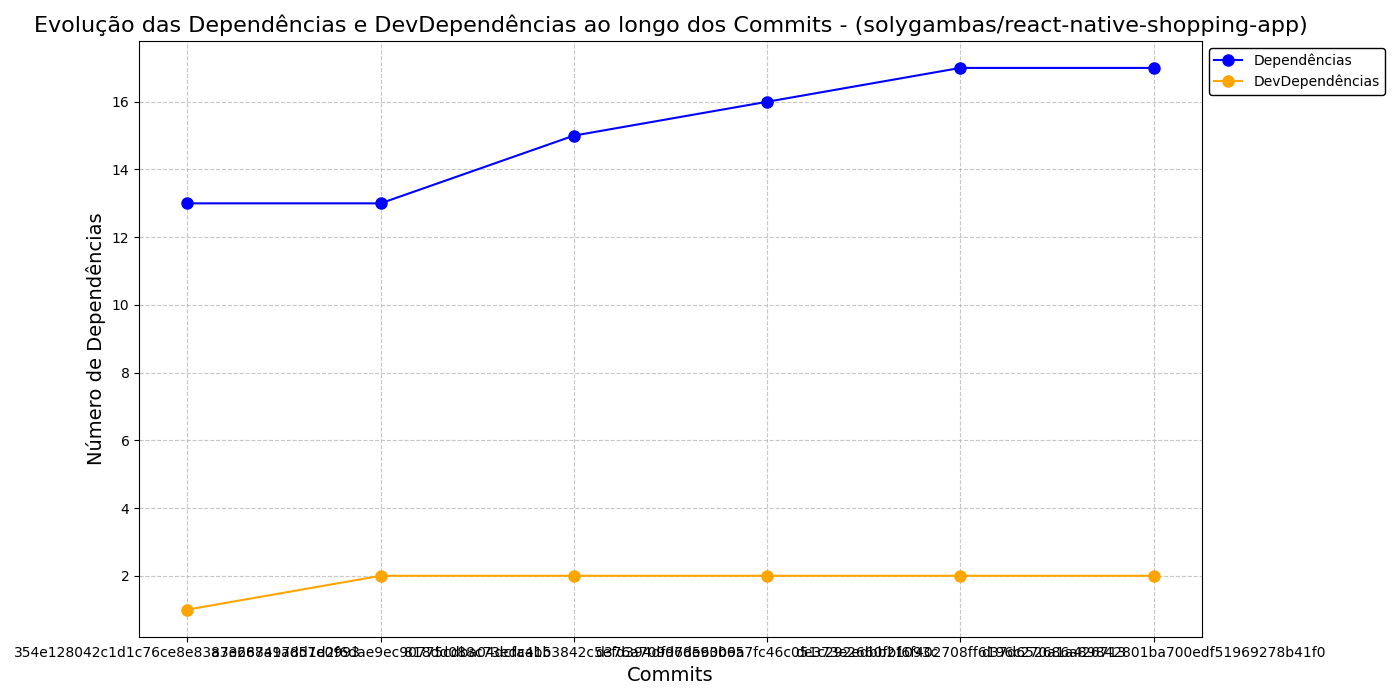 Evolução das Dependências e DevDependências ao longo dos Commits - (solygambas/react-native-shopping-app)
Dependências
DevDependências
Número de Dependências
16
14
12
10
8
6
4
2
Commits